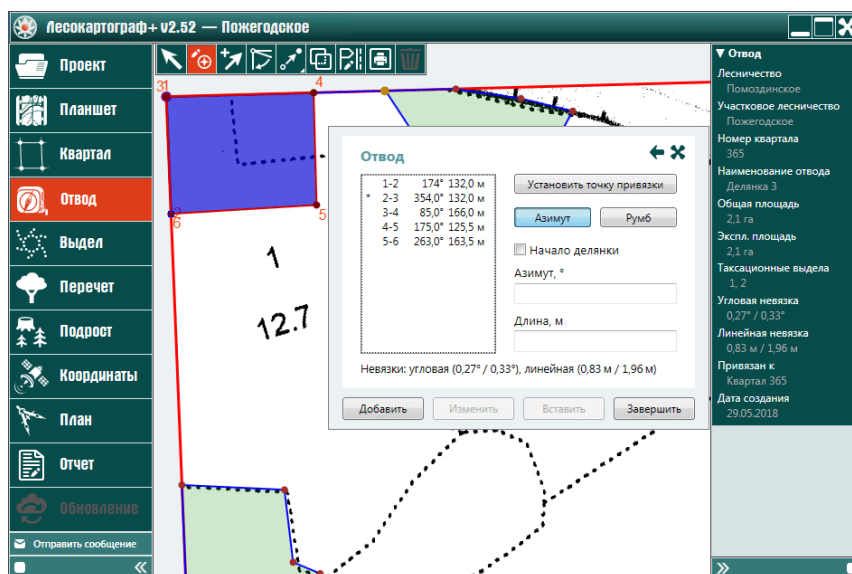 Лесокартограф+ v2.52 — Пожегодское
Проект
Планшет
Квартал
Отвод
Выдел
Перечет
Подрост
Координаты
План
Отчет
Обновление
Отправить сообщение
31
4
2
6
5
1
12.7
Отвод
1-2 174° 132,0 м
* 2-3 354,0° 132,0 м
3-4 85,0° 166,0 м
4-5 175,0° 125,5 м
5-6 263,0° 163,5 м
Установить точку привязки
Азимут Румб
Начало делянки
Азимут, °
Длина, м
Невязки: угловая (0,27° / 0,33°), линейная (0,83 м / 1,96 м)
Добавить Изменить Вставить Завершить
▼ Отвод
Лесничество
Помоздинское
Участковое лесничество
Пожегодское
Номер квартала
365
Наименование отвода
Делянка 3
Общая площадь
2,1 га
Экспл. площадь
2,1 га
Таксационные выдела
1, 2
Угловая невязка
0,27° / 0,33°
Линейная невязка
0,83 м / 1,96 м
Привязан к
Квартал 365
Дата создания
29.05.2018